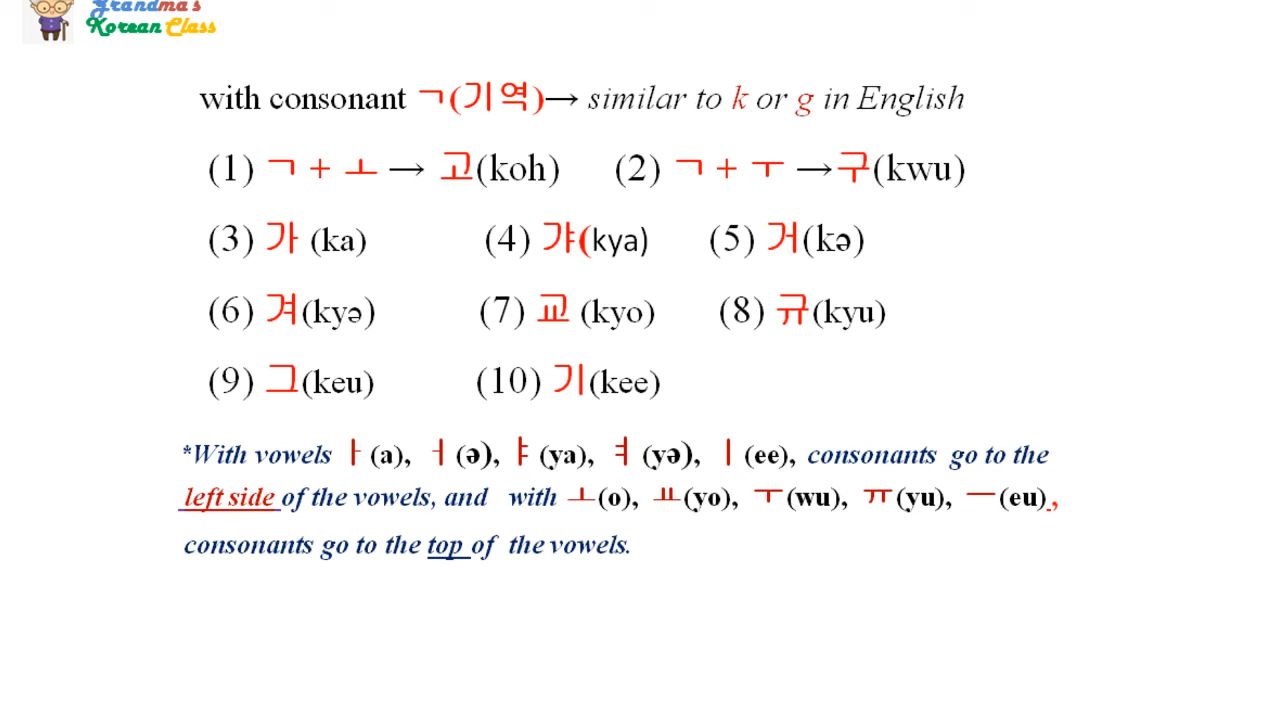 Grandma's
Korean Class
with consonant ㄱ(기역)→ similar to k or g in English
(1) ㄱ + ㅗ → 고(koh) (2) ㄱ + ㅜ →구(kwu)
(3) 가 (ka) (4) 갸(kya) (5) 거(kə)
(6) 겨(kyə) (7) 교 (kyo) (8) 규(kyu)
(9) 그(keu) (10) 기(kee)
*With vowels ㅏ(a), ㅓ(ə), ㅑ(ya), ㅕ(yə), ㅣ(ee), consonants go to the
left side of the vowels, and with ㅗ(o), ㅛ(yo), ㅜ(wu), ㅠ(yu), ㅡ(eu) ,
consonants go to the top of the vowels.